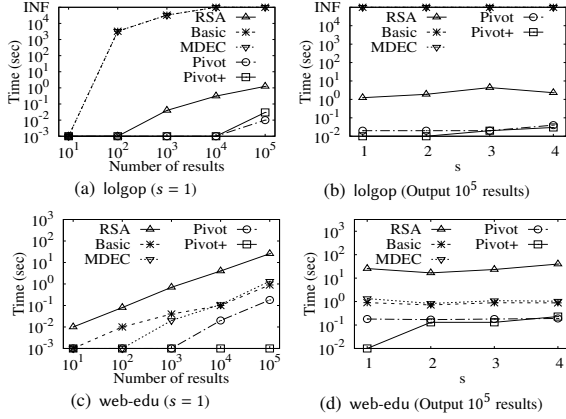 INF
10^4
10^3
10^2
10^1
10^0
10^-1
10^-2
10^-3
Time (sec)
RSA
Basic
MDEC
Pivot
Pivot+
10^1 10^2 10^3 10^4 10^5
Number of results
(a) lolgop (s = 1)
INF
10^4
10^3
10^2
10^1
10^0
10^-1
10^-2
10^-3
Time (sec)
RSA Pivot
Basic Pivot+
MDEC
1 2 3 4
s
(b) lolgop (Output 10^5 results)
10^3
10^2
10^1
10^0
10^-1
10^-2
10^-3
Time (sec)
RSA Pivot
Basic Pivot+
MDEC
10^1 10^2 10^3 10^4 10^5
Number of results
(c) web-edu (s = 1)
10^3
10^2
10^1
10^0
10^-1
10^-2
Time (sec)
RSA Pivot
Basic Pivot+
MDEC
1 2 3 4
s
(d) web-edu (Output 10^5 results)